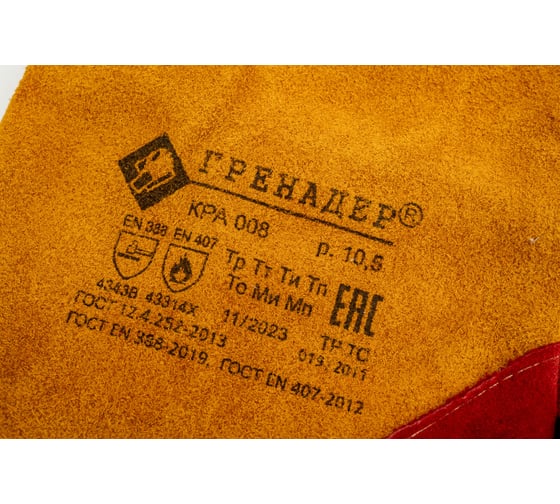 ГРЕНАДЕР®
КРА 008 р. 10,5
EN 388 EN 407
Тр Тт Ти Тп
То Ми Мп
4343В 43314Х 11/2023 ЕАС ТР ТС
ГОСТ 12.4.252-2013 019, 2011
ГОСТ EN 388-2019, ГОСТ EN 407-2012